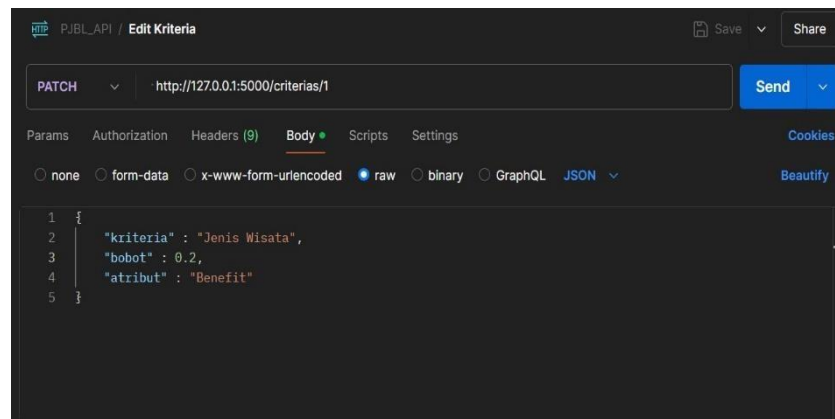 HTTP PJBL_API / Edit Kriteria Save Share
PATCH http://127.0.0.1:5000/criterias/1 Send
Params Authorization Headers (9) Body Scripts Settings Cookies
none form-data x-www-form-urlencoded raw binary GraphQL JSON Beautify
1 {
2 "kriteria" : "Jenis Wisata",
3 "bobot" : 0.2,
4 "atribut" : "Benefit"
5 }